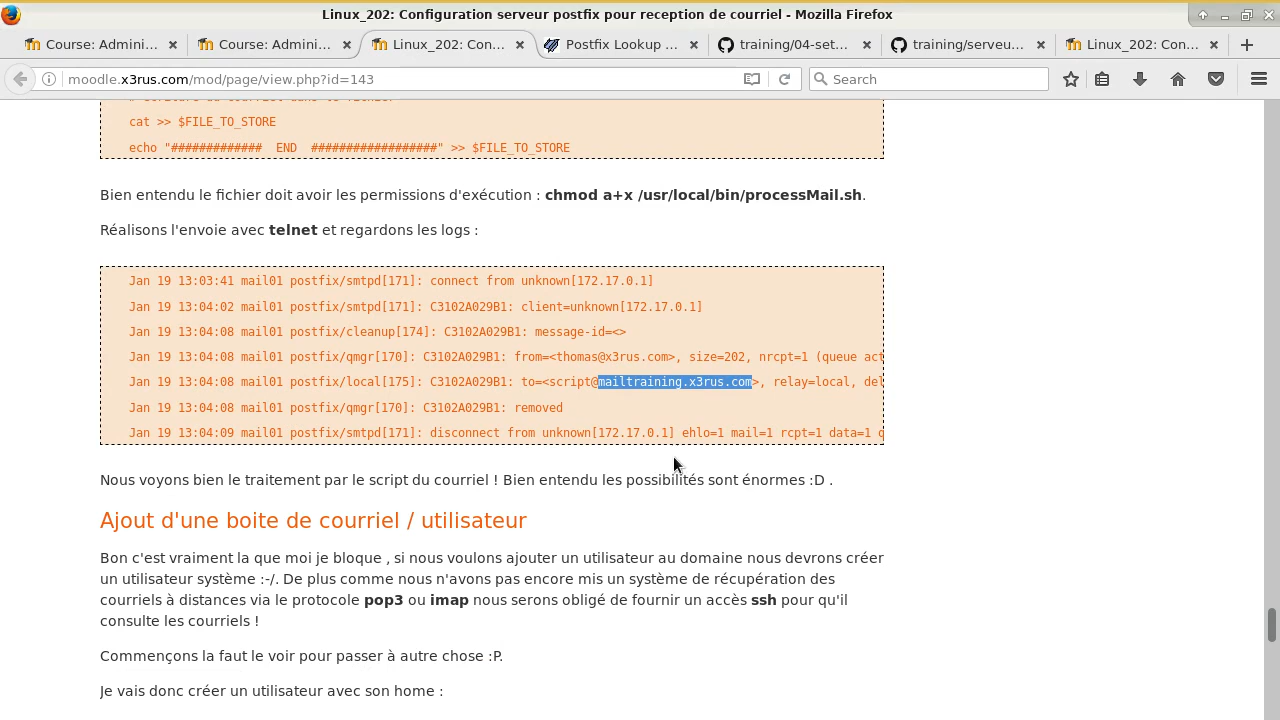 Linux_202: Configuration serveur postfix pour reception de courriel - Mozilla Firefox
Course: Admini... Course: Admini... Linux_202: Con... Postfix Lookup ... training/04-set... training/serveu... Linux_202: Con...
moodle.x3rus.com/mod/page/view.php?id=143 Search
cat >> $FILE_TO_STORE
echo "############# END ##################" >> $FILE_TO_STORE
Bien entendu le fichier doit avoir les permissions d'exécution : chmod a+x /usr/local/bin/processMail.sh.
Réalisons l'envoie avec telnet et regardons les logs :
Jan 19 13:03:41 mail01 postfix/smtpd[171]: connect from unknown[172.17.0.1]
Jan 19 13:04:02 mail01 postfix/smtpd[171]: C3102A029B1: client=unknown[172.17.0.1]
Jan 19 13:04:08 mail01 postfix/cleanup[174]: C3102A029B1: message-id=<>
Jan 19 13:04:08 mail01 postfix/qmgr[170]: C3102A029B1: from=<thomas@x3rus.com>, size=202, nrcpt=1 (queue act
Jan 19 13:04:08 mail01 postfix/local[175]: C3102A029B1: to=<script@mailtraining.x3rus.com>, relay=local, del
Jan 19 13:04:08 mail01 postfix/qmgr[170]: C3102A029B1: removed
Jan 19 13:04:09 mail01 postfix/smtpd[171]: disconnect from unknown[172.17.0.1] ehlo=1 mail=1 rcpt=1 data=1 q
Nous voyons bien le traitement par le script du courriel ! Bien entendu les possibilités sont énormes :D .
Ajout d'une boite de courriel / utilisateur
Bon c'est vraiment la que moi je bloque , si nous voulons ajouter un utilisateur au domaine nous devrons créer
un utilisateur système :-/. De plus comme nous n'avons pas encore mis un système de récupération des
courriels à distances via le protocole pop3 ou imap nous serons obligé de fournir un accès ssh pour qu'il
consulte les courriels !
Commençons la faut le voir pour passer à autre chose :P.
Je vais donc créer un utilisateur avec son home :